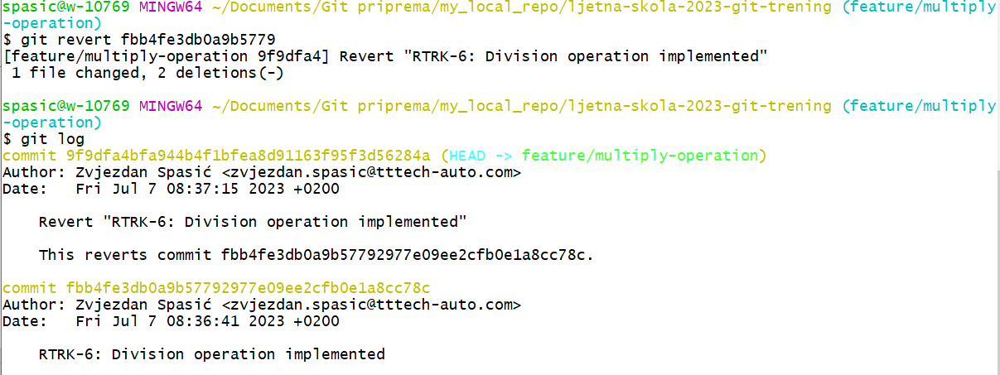 spasic@w-10769 MINGW64 ~/Documents/Git priprema/my_local_repo/ljetna-skola-2023-git-trening (feature/multiply
-operation)
$ git revert fbb4fe3db0a9b5779
[feature/multiply-operation 9f9dfa4] Revert "RTRK-6: Division operation implemented"
1 file changed, 2 deletions(-)
spasic@w-10769 MINGW64 ~/Documents/Git priprema/my_local_repo/ljetna-skola-2023-git-trening (feature/multiply
-operation)
$ git log
commit 9f9dfa4bfa944b4f1bfea8d91163f95f3d56284a (HEAD -> feature/multiply-operation)
Author: Zvjezdan Spasić <zvjezdan.spasic@tttech-auto.com>
Date:   Fri Jul 7 08:37:15 2023 +0200
Revert "RTRK-6: Division operation implemented"
This reverts commit fbb4fe3db0a9b57792977e09ee2cfb0e1a8cc78c.
commit fbb4fe3db0a9b57792977e09ee2cfb0e1a8cc78c
Author: Zvjezdan Spasić <zvjezdan.spasic@tttech-auto.com>
Date:   Fri Jul 7 08:36:41 2023 +0200
RTRK-6: Division operation implemented